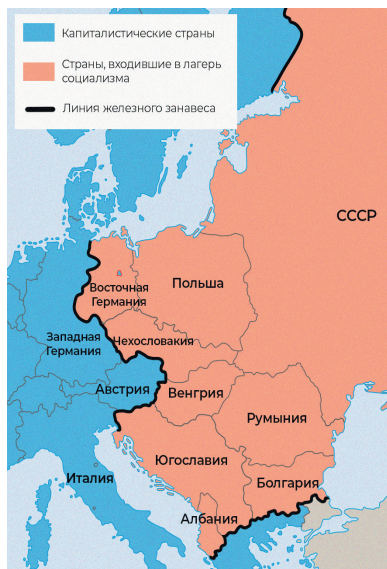 Капиталистические страны
Страны, входившие в лагерь
социализма
Линия железного занавеса
СССР
Польша
Восточная
Германия
Западная
Германия
Чехословакия
Австрия
Венгрия
Румыния
Югославия
Италия
Болгария
Албания